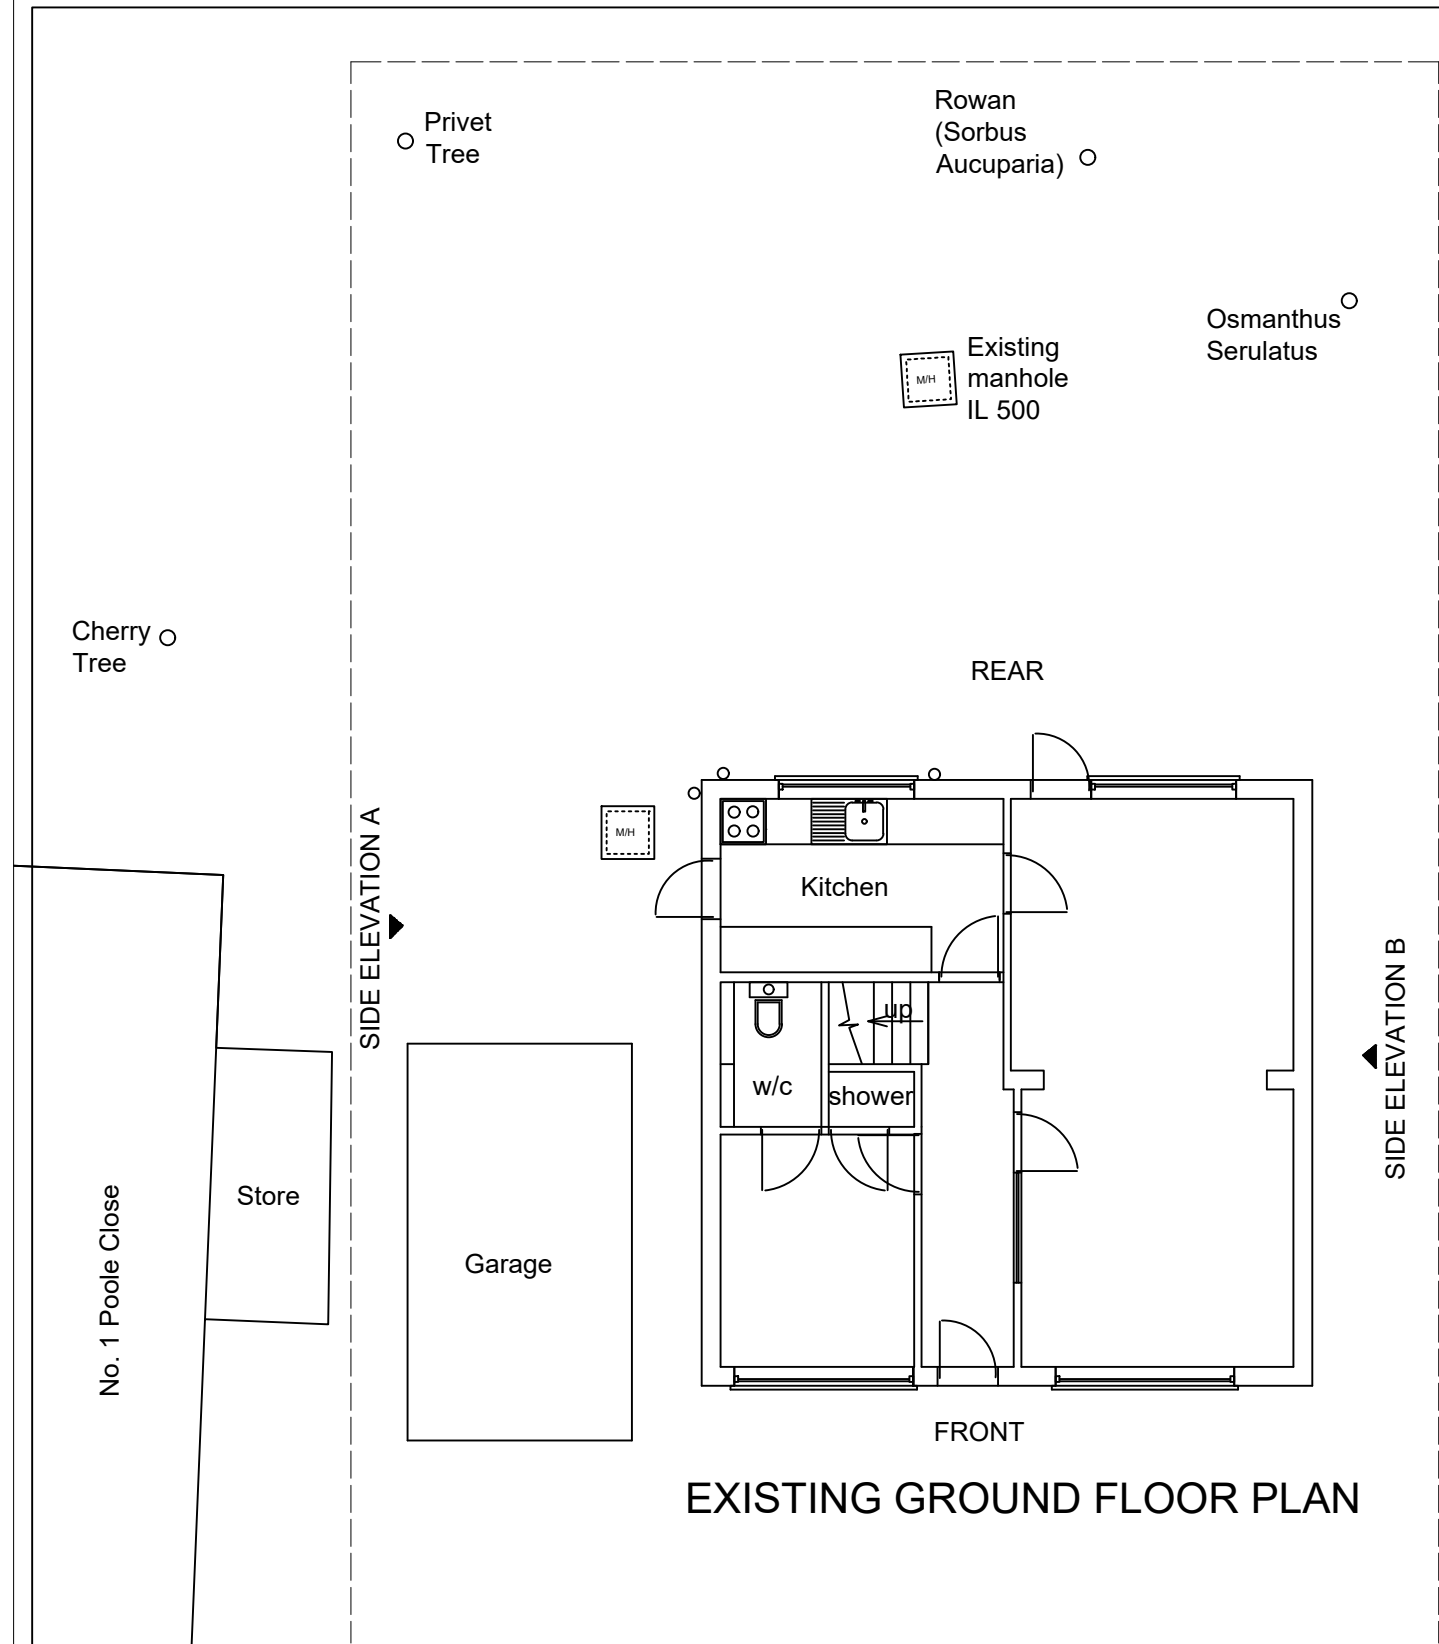 Privet
Tree
Rowan
(Sorbus
Aucuparia)
Osmanthus
Serulatus
Existing
manhole
IL 500
M/H
Cherry
Tree
REAR
SIDE ELEVATION A
M/H
Kitchen
up
w/c
shower
SIDE ELEVATION B
Store
No. 1 Poole Close
Garage
FRONT
EXISTING GROUND FLOOR PLAN